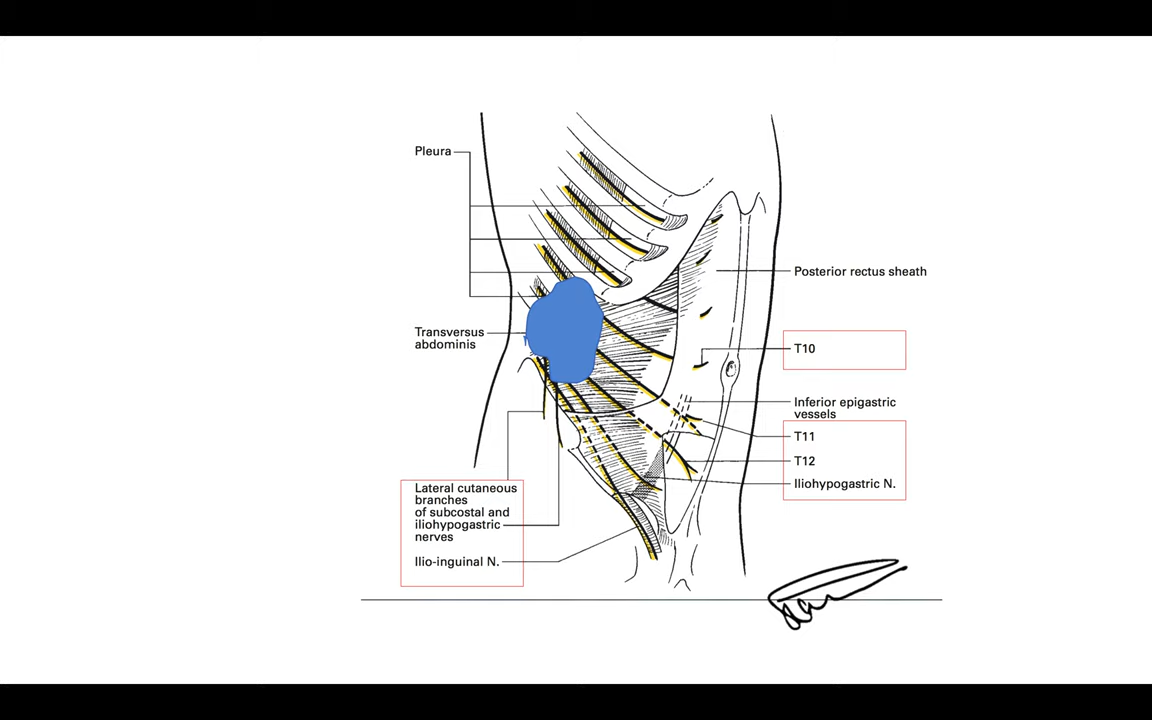 Pleura
Transversus
abdominis
Lateral cutaneous
branches
of subcostal and
iliohypogastric
nerves
Ilio-inguinal N.
Posterior rectus sheath
T10
Inferior epigastric
vessels
T11
T12
Iliohypogastric N.